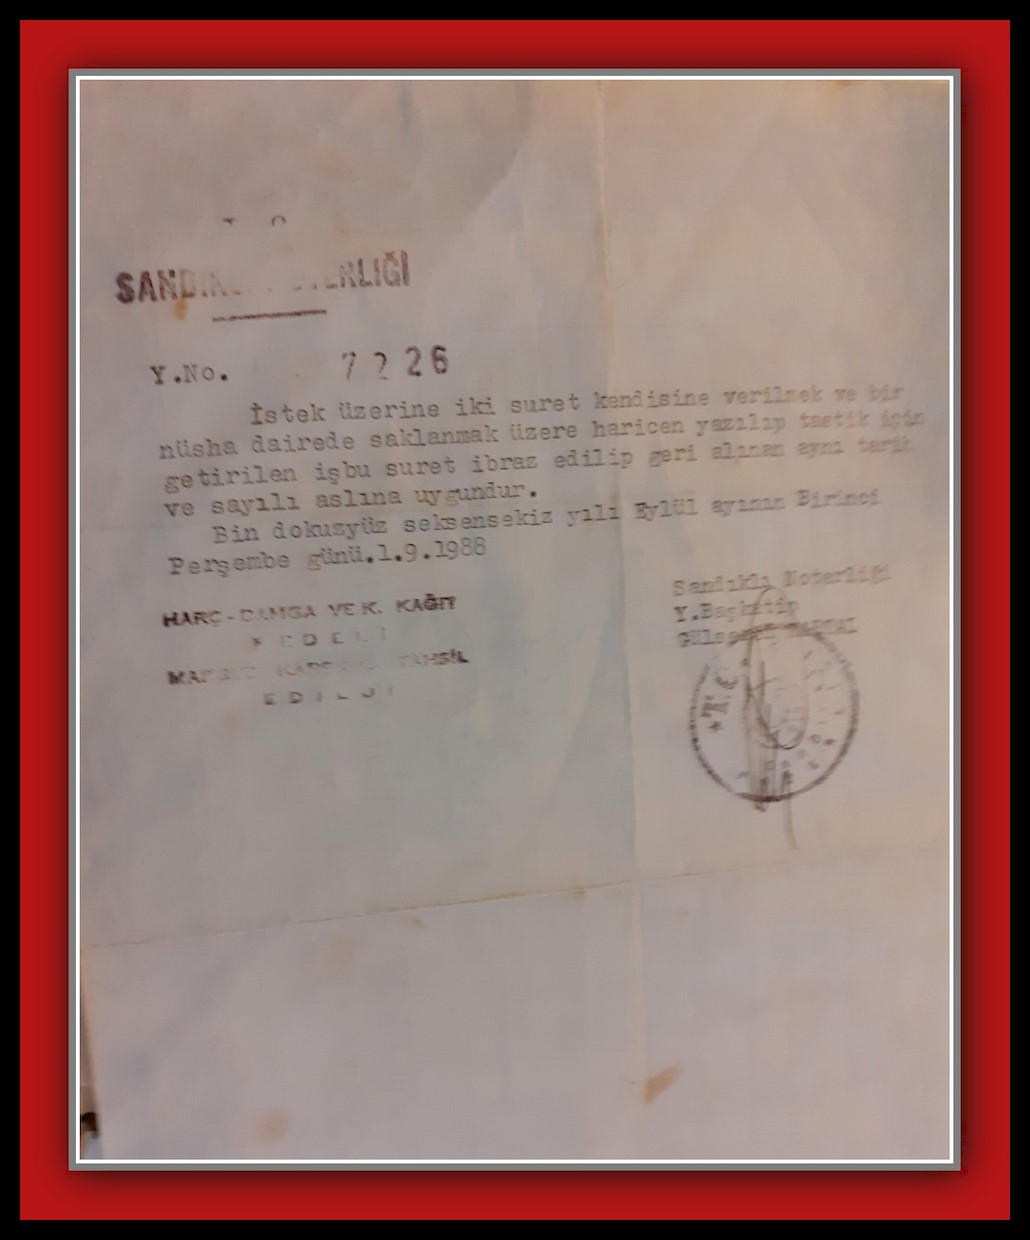 Y.No. 7226
İstek üzerine iki suret kendisine verilmek ve bir
nüsha dairede saklanmak üzere haricen yazılıp tastik için
getirilen işbu suret ibraz edilip geri alınan aynı tarih
ve sayılı aslına uygundur.
Bin dokuzyüz seksensekiz yılı Eylül ayının Birinci
Perşembe günü.1.9.1988
HARÇ-DAMGA VE K. KAĞIT
TAHSİL
Sandıklı Noterliği
Y.Başkatip
T.C.